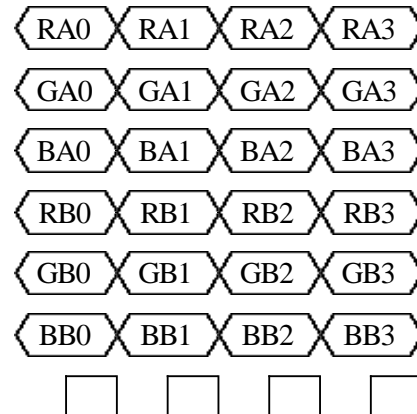 RA0 RA1 RA2 RA3
GA0 GA1 GA2 GA3
BA0 BA1 BA2 BA3
RB0 RB1 RB2 RB3
GB0 GB1 GB2 GB3
BB0 BB1 BB2 BB3